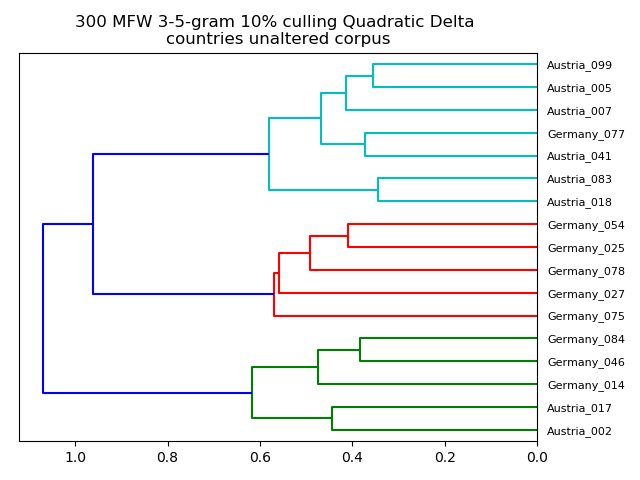 300 MFW 3-5-gram 10% culling Quadratic Delta
countries unaltered corpus
Austria_099
Austria_005
Austria_007
Germany_077
Austria_041
Austria_083
Austria_018
Germany_054
Germany_025
Germany_078
Germany_027
Germany_075
Germany_084
Germany_046
Germany_014
Austria_017
Austria_002
1.0 0.8 0.6 0.4 0.2 0.0